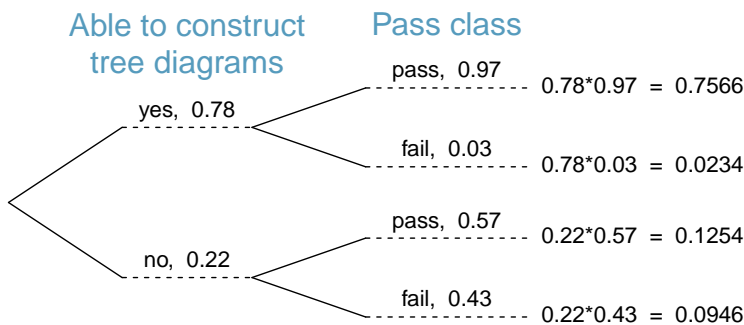 Able to construct
tree diagrams
Pass class
yes, 0.78
pass, 0.97
0.78*0.97 = 0.7566
fail, 0.03
0.78*0.03 = 0.0234
no, 0.22
pass, 0.57
0.22*0.57 = 0.1254
fail, 0.43
0.22*0.43 = 0.0946